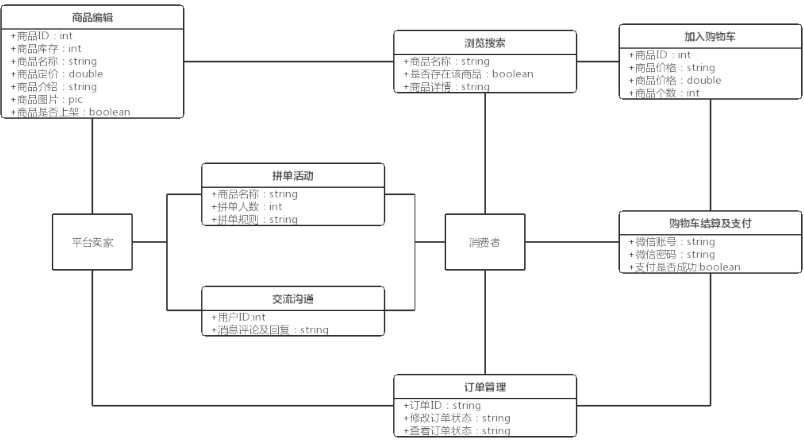 商品编辑
+商品ID：int
+商品库存：int
+商品名称：string
+商品定价：double
+商品介绍：string
+商品图片：pic
+商品是否上架：boolean
浏览搜索
+商品名称：string
+是否存在该商品：boolean
+商品详情：string
加入购物车
+商品ID：int
+商品价格：string
+商品价格：double
+商品个数：int
拼单活动
+商品名称：string
+拼单人数：int
+拼单规则：string
平台卖家
消费者
购物车结算及支付
+微信账号：string
+微信密码：string
+支付是否成功:boolean
交流沟通
+用户ID:int
+消息评论及回复：string
订单管理
+订单ID：string
+修改订单状态：string
+查看订单状态：string